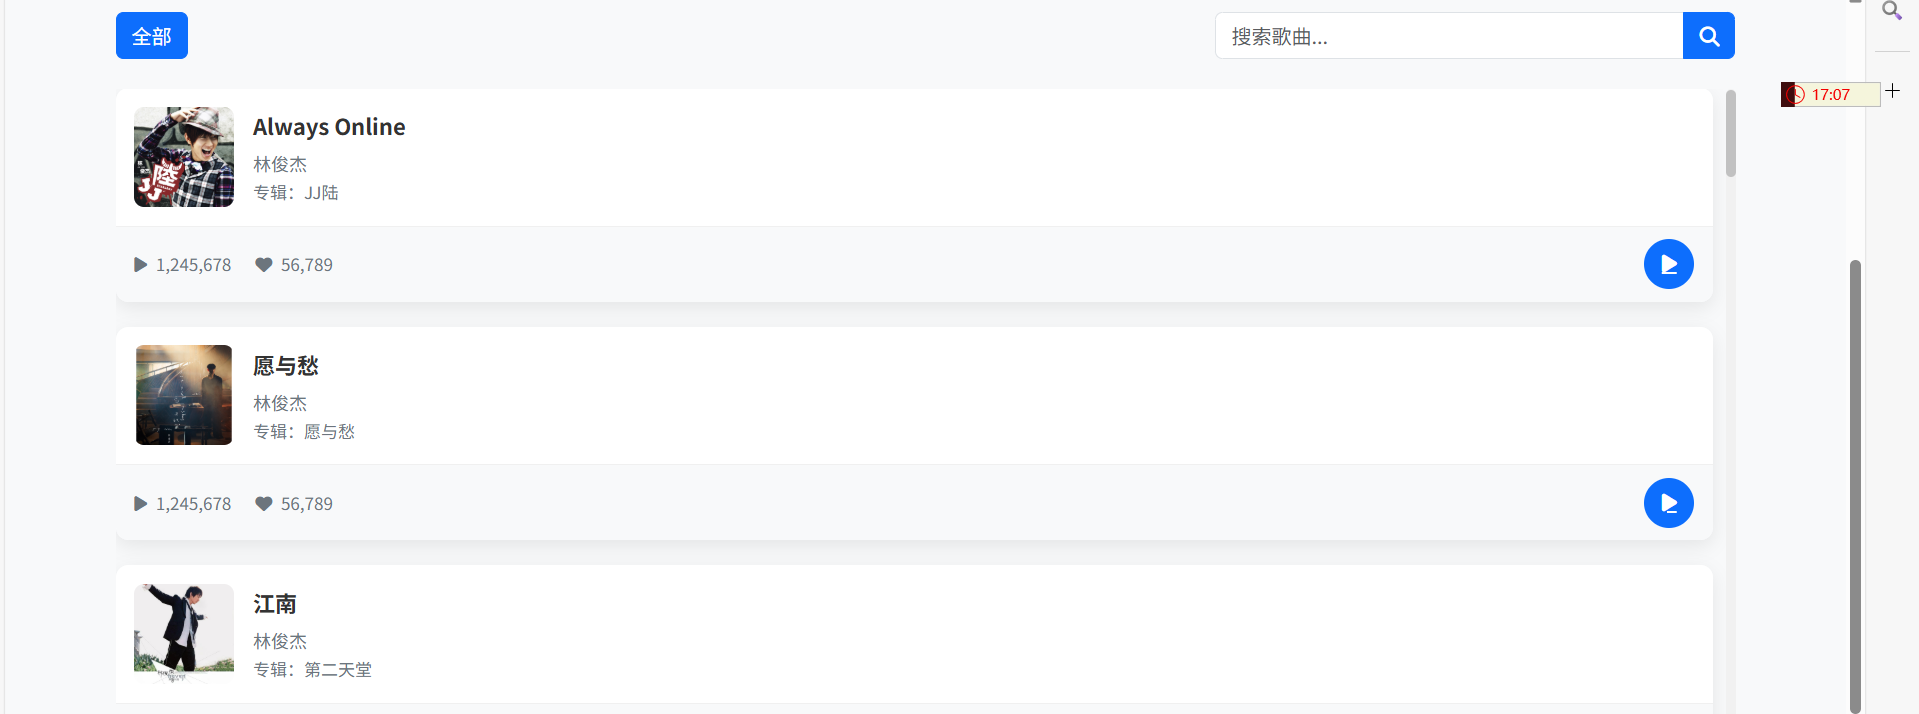 全部
搜索歌曲...
17:07
Always Online
林俊杰
专辑：JJ陆
陸
JJ
1,245,678
56,789
愿与愁
林俊杰
专辑：愿与愁
1,245,678
56,789
江南
林俊杰
专辑：第二天堂